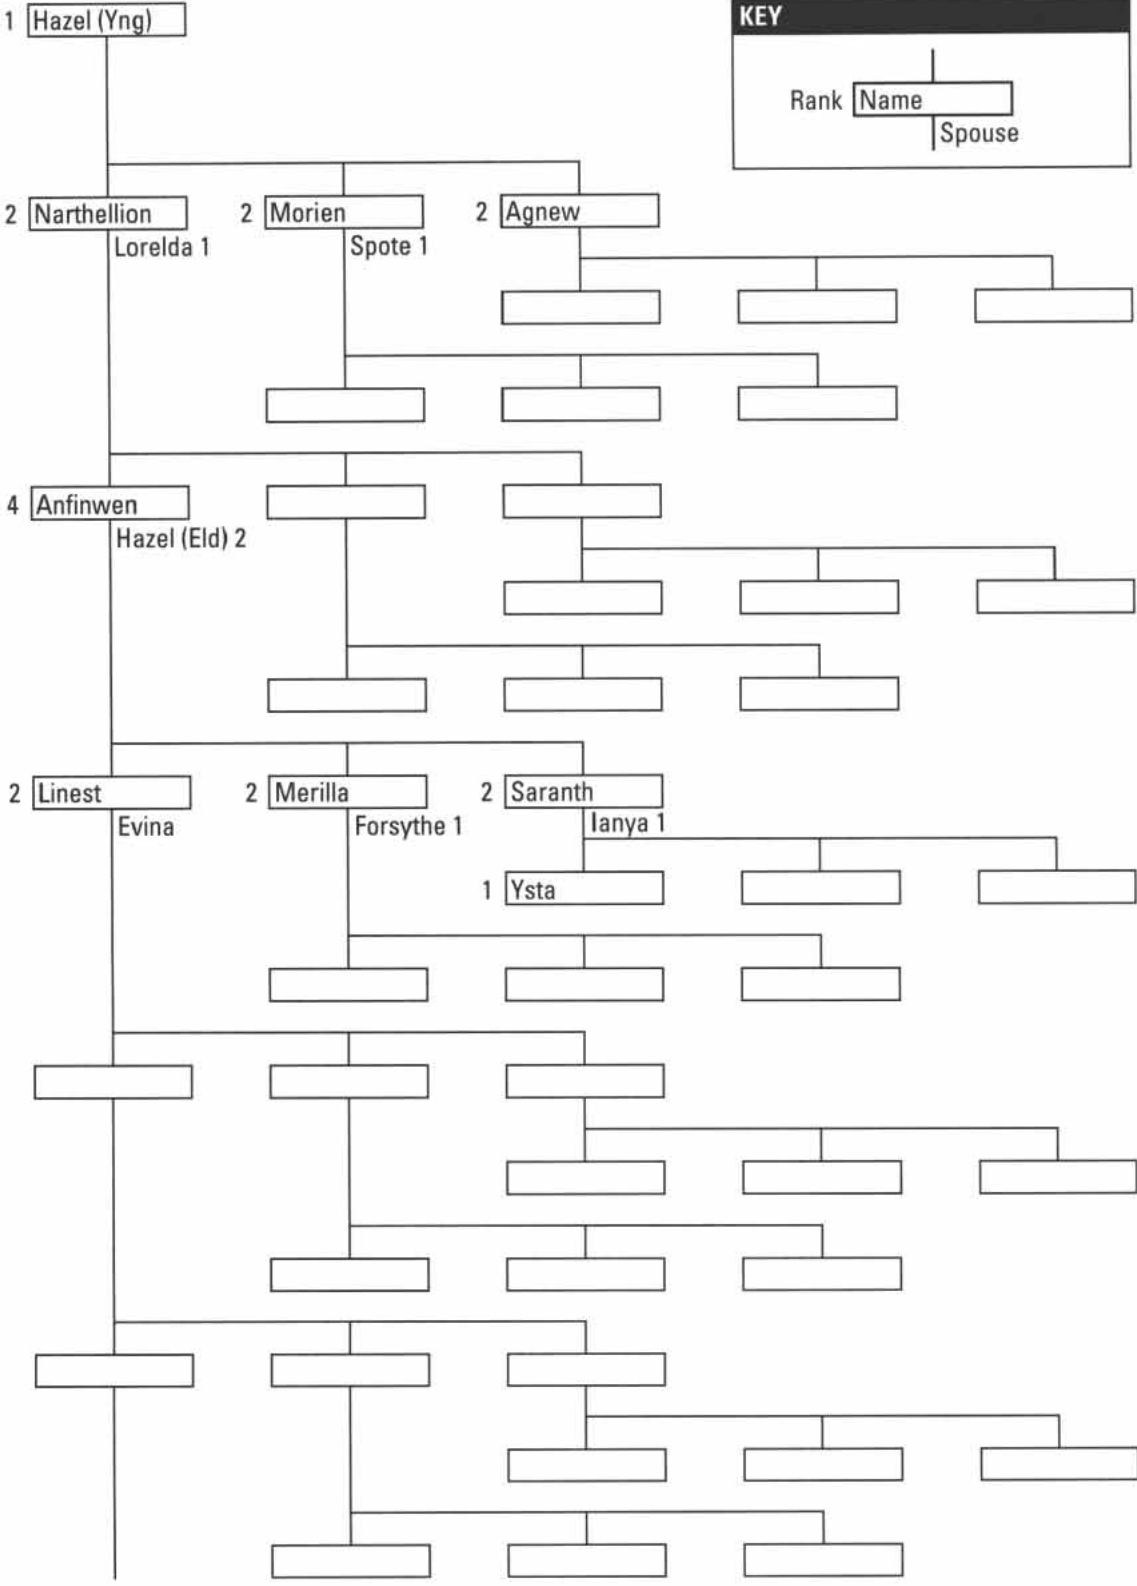 1 Hazel (Yng)
KEY
Rank Name
Spouse
2 Narthellion 2 Morien 2 Agnew
Lorelda 1 Spote 1
4 Anfinwen
Hazel (Eld) 2
2 Linest 2 Merilla 2 Saranth
Evina Forsythe 1 Ianya 1
1 Ysta